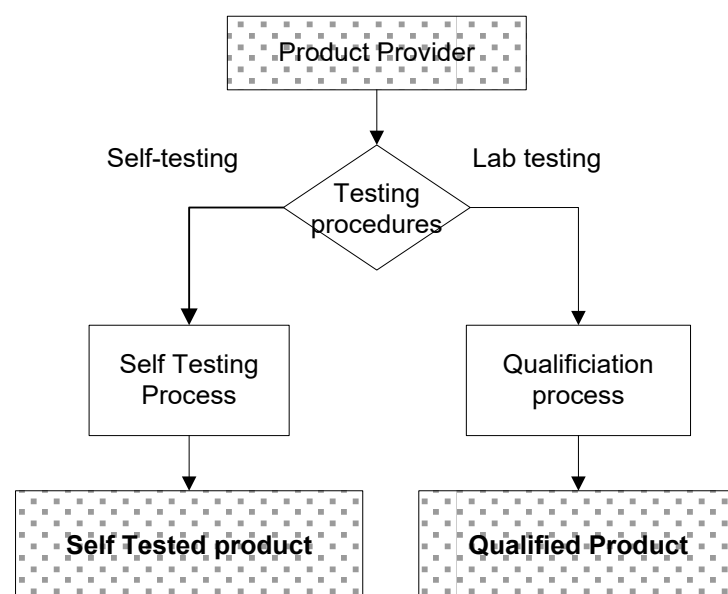 Product Provider
Self-testing
Lab testing
Testing
procedures
Self Testing
Process
Qualificiation
process
Self Tested product
Qualified Product